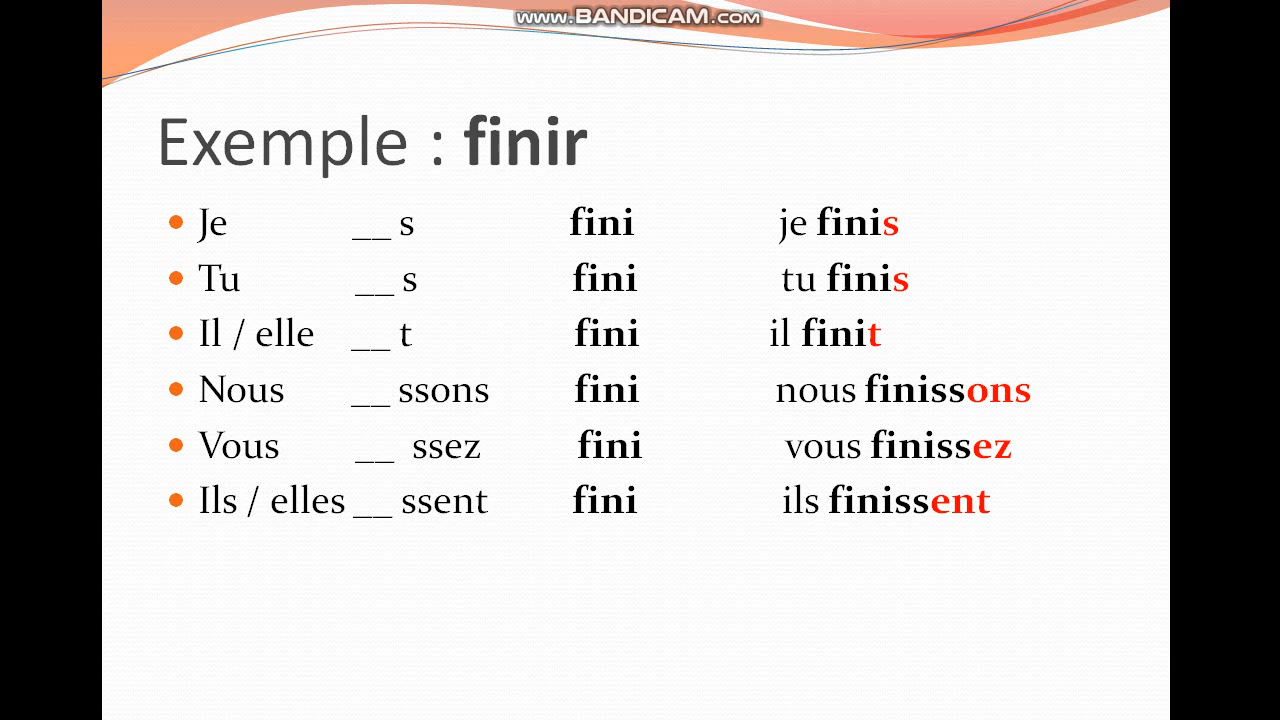 www.BANDICAM.com
Exemple : finir
Je __ s fini je finis
Tu __ s fini tu finis
Il / elle __ t fini il finit
Nous __ ssons fini nous finissons
Vous __ ssez fini vous finissez
Ils / elles __ ssent fini ils finissent